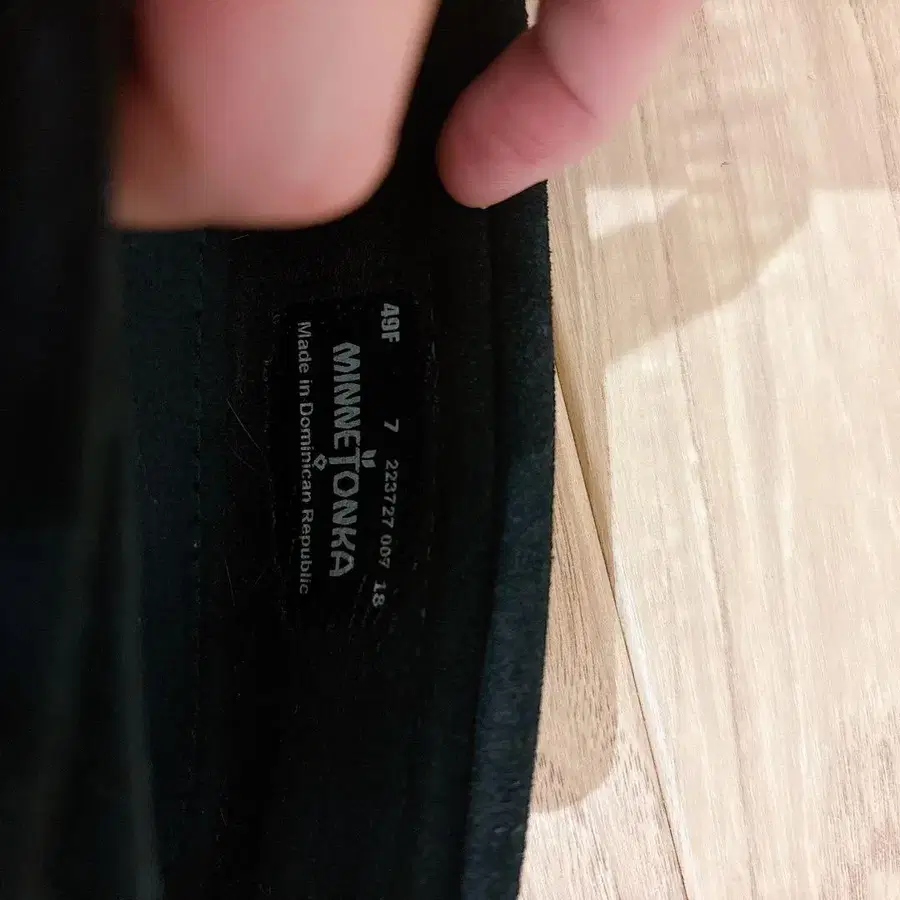 49F 7 223727 007 18
MINNETONKA
Made in Dominican Republic